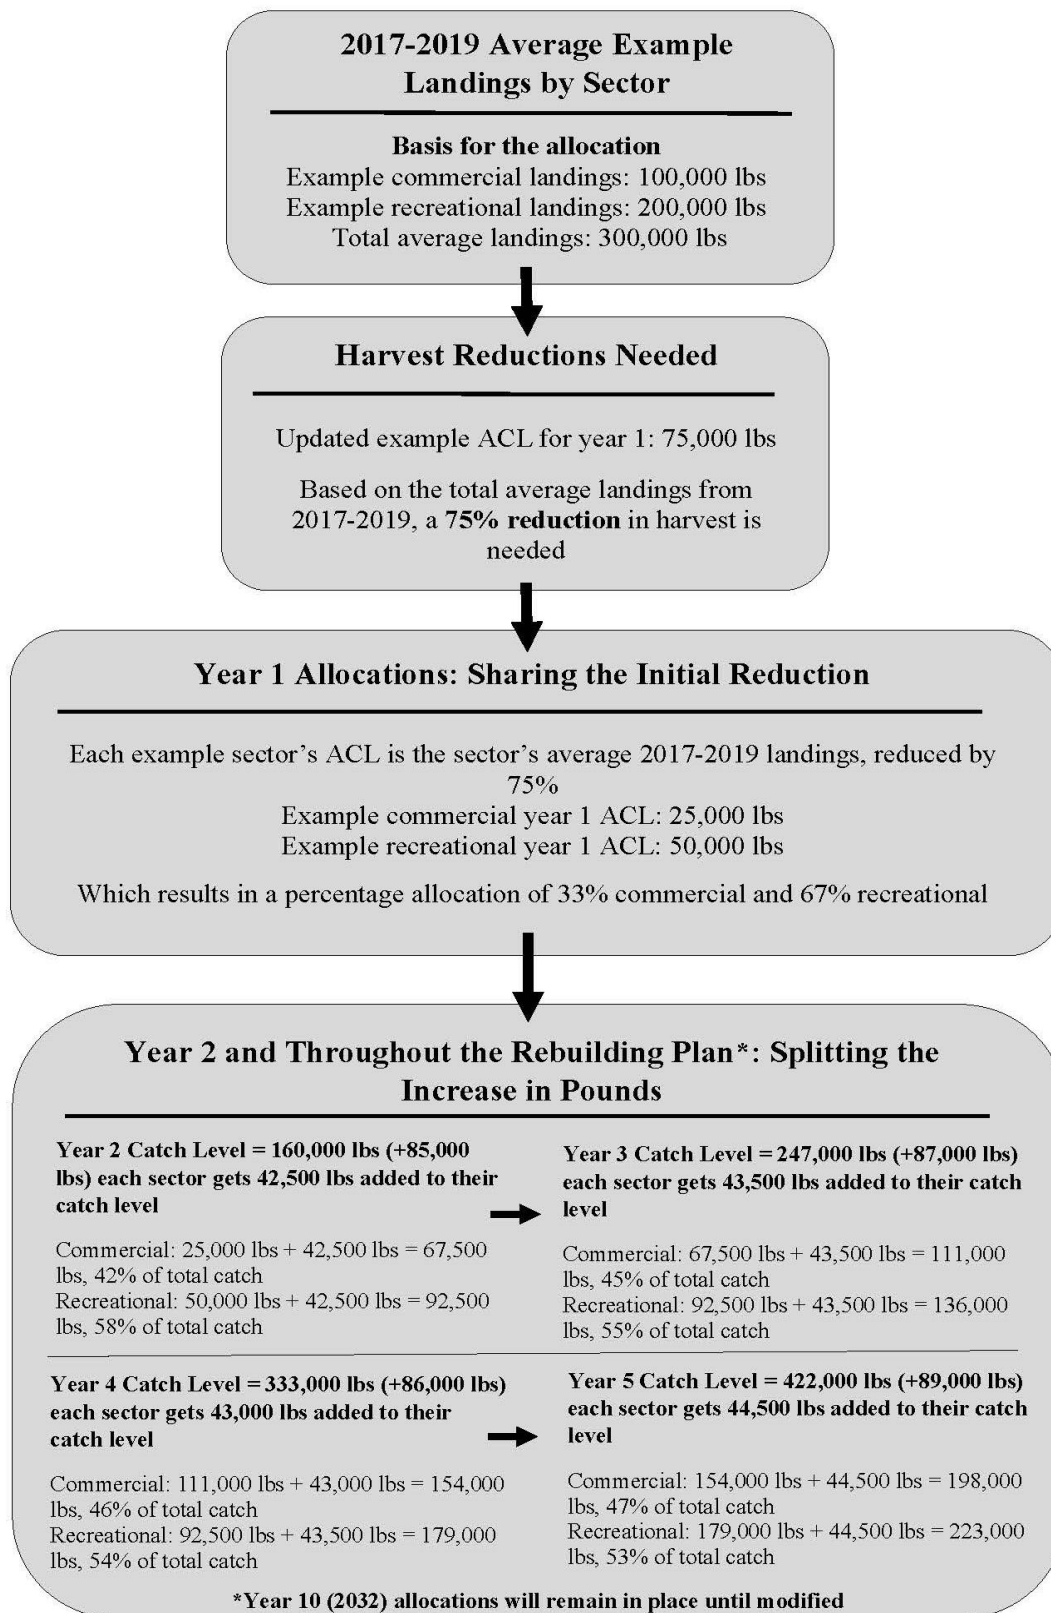 2017-2019 Average Example
Landings by Sector
Basis for the allocation
Example commercial landings: 100,000 lbs
Example recreational landings: 200,000 lbs
Total average landings: 300,000 lbs
Harvest Reductions Needed
Updated example ACL for year 1: 75,000 lbs
Based on the total average landings from
2017-2019, a 75% reduction in harvest is
needed
Year 1 Allocations: Sharing the Initial Reduction
Each example sector's ACL is the sector's average 2017-2019 landings, reduced by
75%
Example commercial year 1 ACL: 25,000 lbs
Example recreational year 1 ACL: 50,000 lbs
Which results in a percentage allocation of 33% commercial and 67% recreational
Year 2 and Throughout the Rebuilding Plan*: Splitting the
Increase in Pounds
Year 2 Catch Level = 160,000 lbs (+85,000
lbs) each sector gets 42,500 lbs added to their
catch level
Commercial: 25,000 lbs + 42,500 lbs = 67,500
lbs, 42% of total catch
Recreational: 50,000 lbs + 42,500 lbs = 92,500
lbs, 58% of total catch
Year 3 Catch Level = 247,000 lbs (+87,000 lbs)
each sector gets 43,500 lbs added to their catch
level
Commercial: 67,500 lbs + 43,500 lbs = 111,000
lbs, 45% of total catch
Recreational: 92,500 lbs + 43,500 lbs = 136,000
lbs, 55% of total catch
Year 4 Catch Level = 333,000 lbs (+86,000 lbs)
each sector gets 43,000 lbs added to their
catch level
Commercial: 111,000 lbs + 43,000 lbs = 154,000
lbs, 46% of total catch
Recreational: 92,500 lbs + 43,500 lbs = 179,000
lbs, 54% of total catch
Year 5 Catch Level = 422,000 lbs (+89,000 lbs)
each sector gets 44,500 lbs added to their catch
level
Commercial: 154,000 lbs + 44,500 lbs = 198,000
lbs, 47% of total catch
Recreational: 179,000 lbs + 44,500 lbs = 223,000
lbs, 53% of total catch
*Year 10 (2032) allocations will remain in place until modified